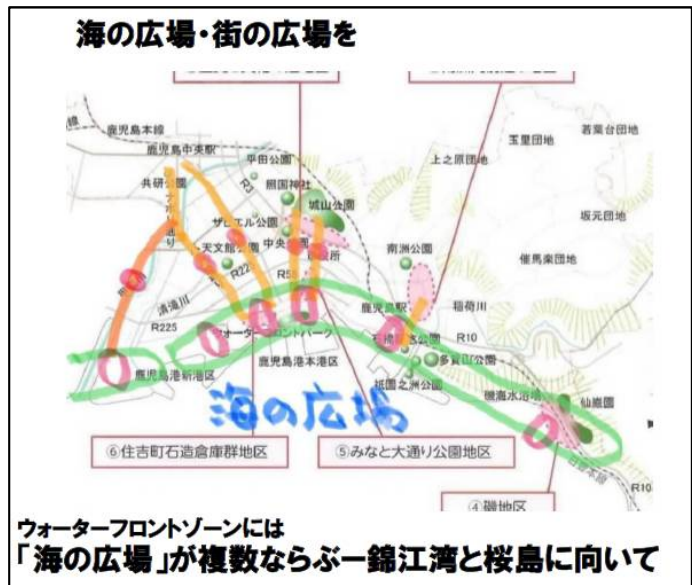 海の広場・街の広場を
鹿児島本線
鹿児島中央駅
平田公園
上之原団地
玉里団地
若葉台団地
共研公園
R3
照国神社
城山公園
坂元団地
ザビエル公園
中央公園
南洲公園
催馬楽団地
天文館公園
R22
R5
清滝川
鹿児島駅
稲荷川
R225
ウォーターフロントパーク
R10
鹿児島港新港区
鹿児島港本港区
多賀山公園
祇園之洲公園
磯海水浴場
仙巌園
海の広場
⑥住吉町石造倉庫群地区
⑤みなと大通り公園地区
④磯地区
日豊本線
R10
ウォーターフロントゾーンには
「海の広場」が複数ならぶー錦江湾と桜島に向いて